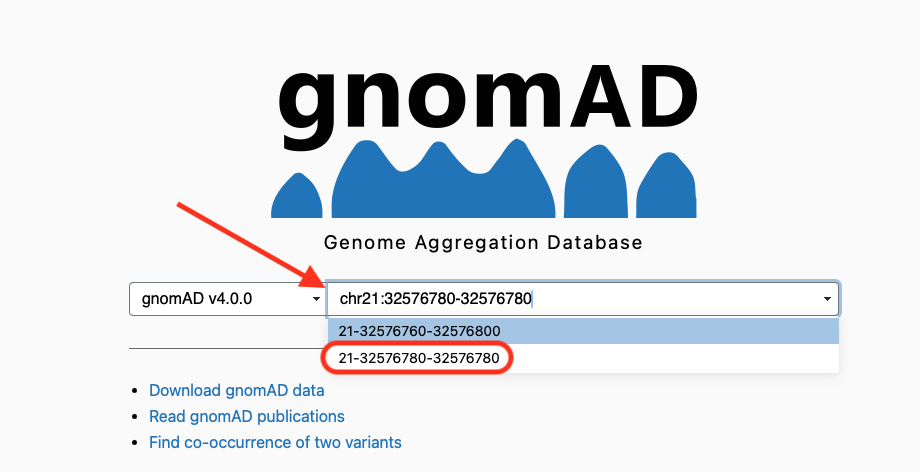 gnomAD
Genome Aggregation Database
gnomAD v4.0.0
chr21:32576780-32576780
21-32576760-32576800
21-32576780-32576780
Download gnomAD data
Read gnomAD publications
Find co-occurrence of two variants